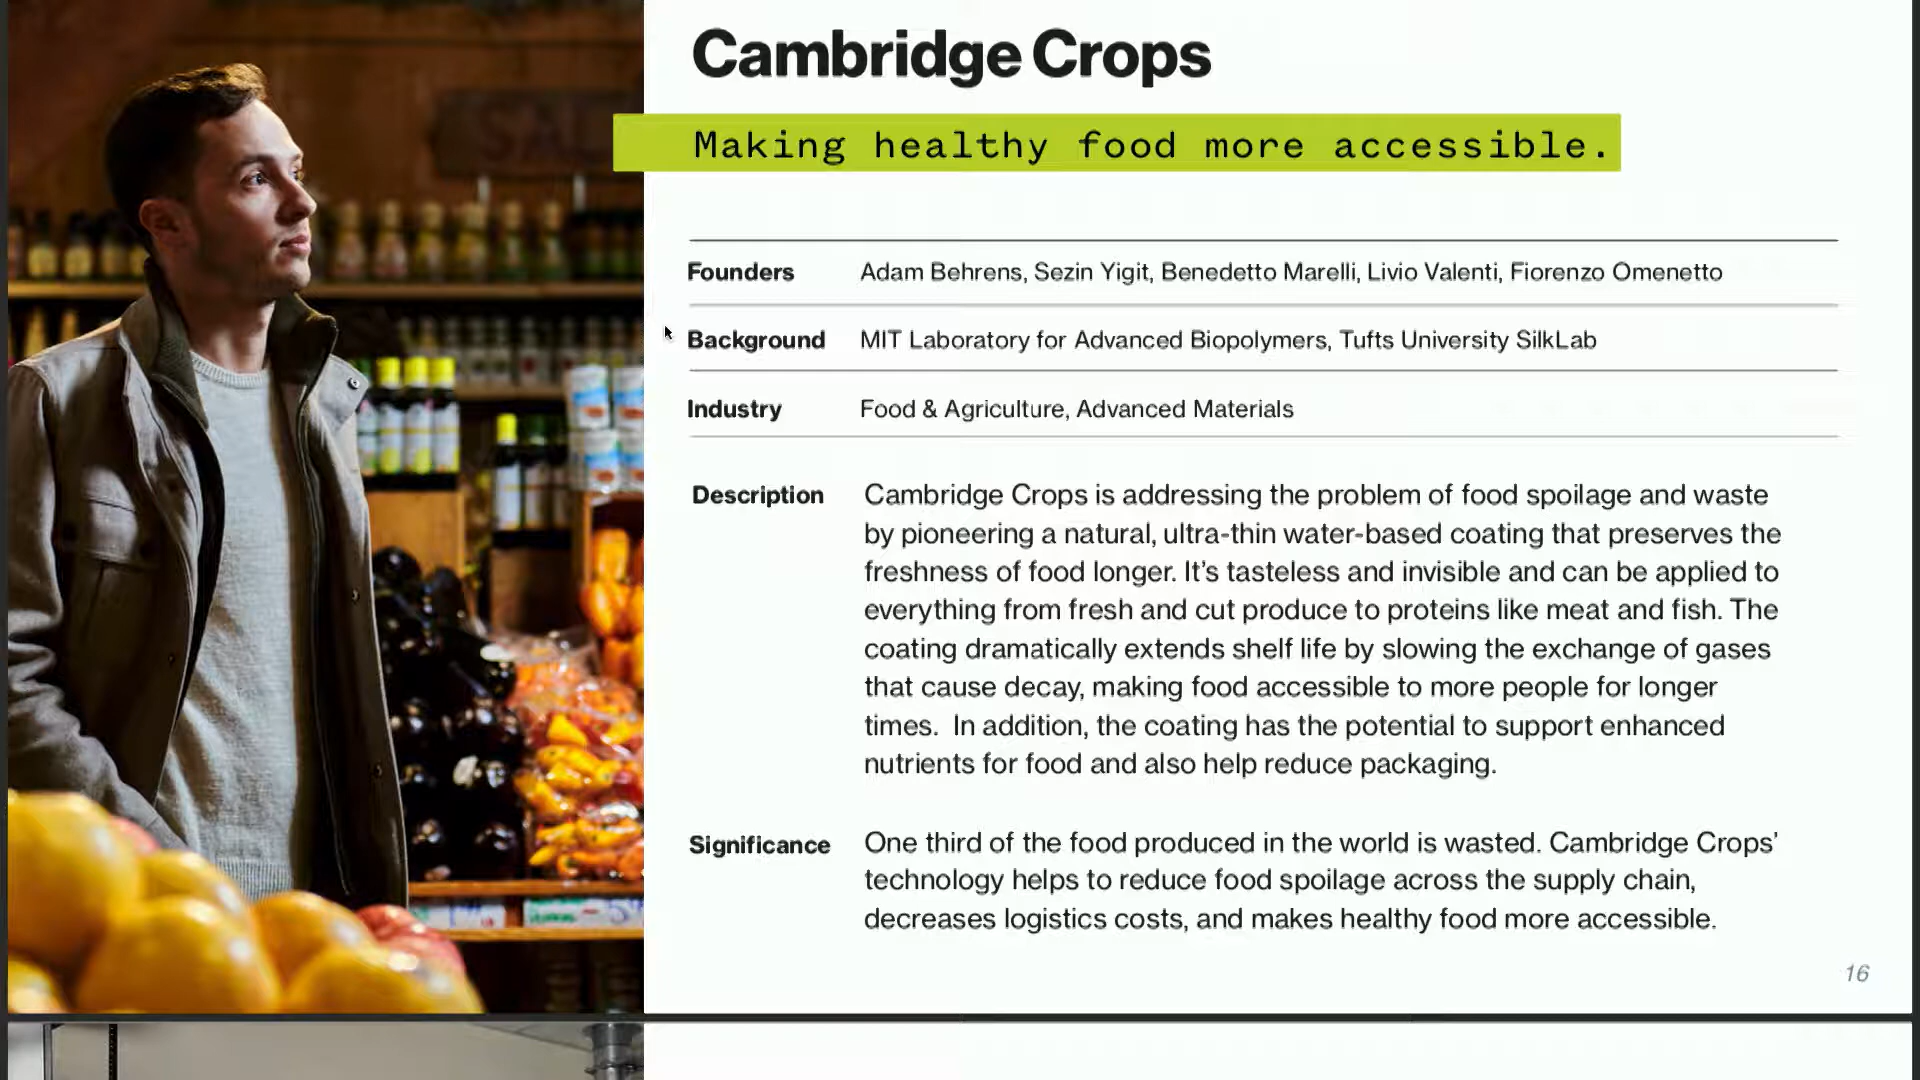 Cambridge Crops
Making healthy food more accessible.
Founders Adam Behrens, Sezin Yigit, Benedetto Marelli, Livio Valenti, Fiorenzo Omenetto
Background MIT Laboratory for Advanced Biopolymers, Tufts University SilkLab
Industry Food & Agriculture, Advanced Materials
Description Cambridge Crops is addressing the problem of food spoilage and waste
by pioneering a natural, ultra-thin water-based coating that preserves the
freshness of food longer. It’s tasteless and invisible and can be applied to
everything from fresh and cut produce to proteins like meat and fish. The
coating dramatically extends shelf life by slowing the exchange of gases
that cause decay, making food accessible to more people for longer
times.  In addition, the coating has the potential to support enhanced
nutrients for food and also help reduce packaging.
Significance One third of the food produced in the world is wasted. Cambridge Crops’
technology helps to reduce food spoilage across the supply chain,
decreases logistics costs, and makes healthy food more accessible.
16